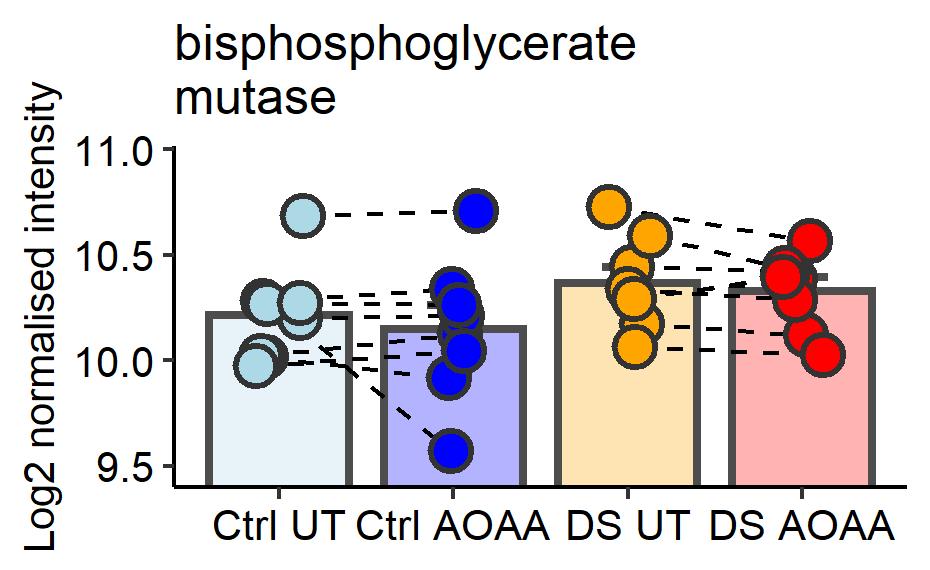 bisphosphoglycerate
mutase
Log2 normalised intensity
11.0
10.5
10.0
9.5
Ctrl UT
Ctrl AOAA
DS UT
DS AOAA